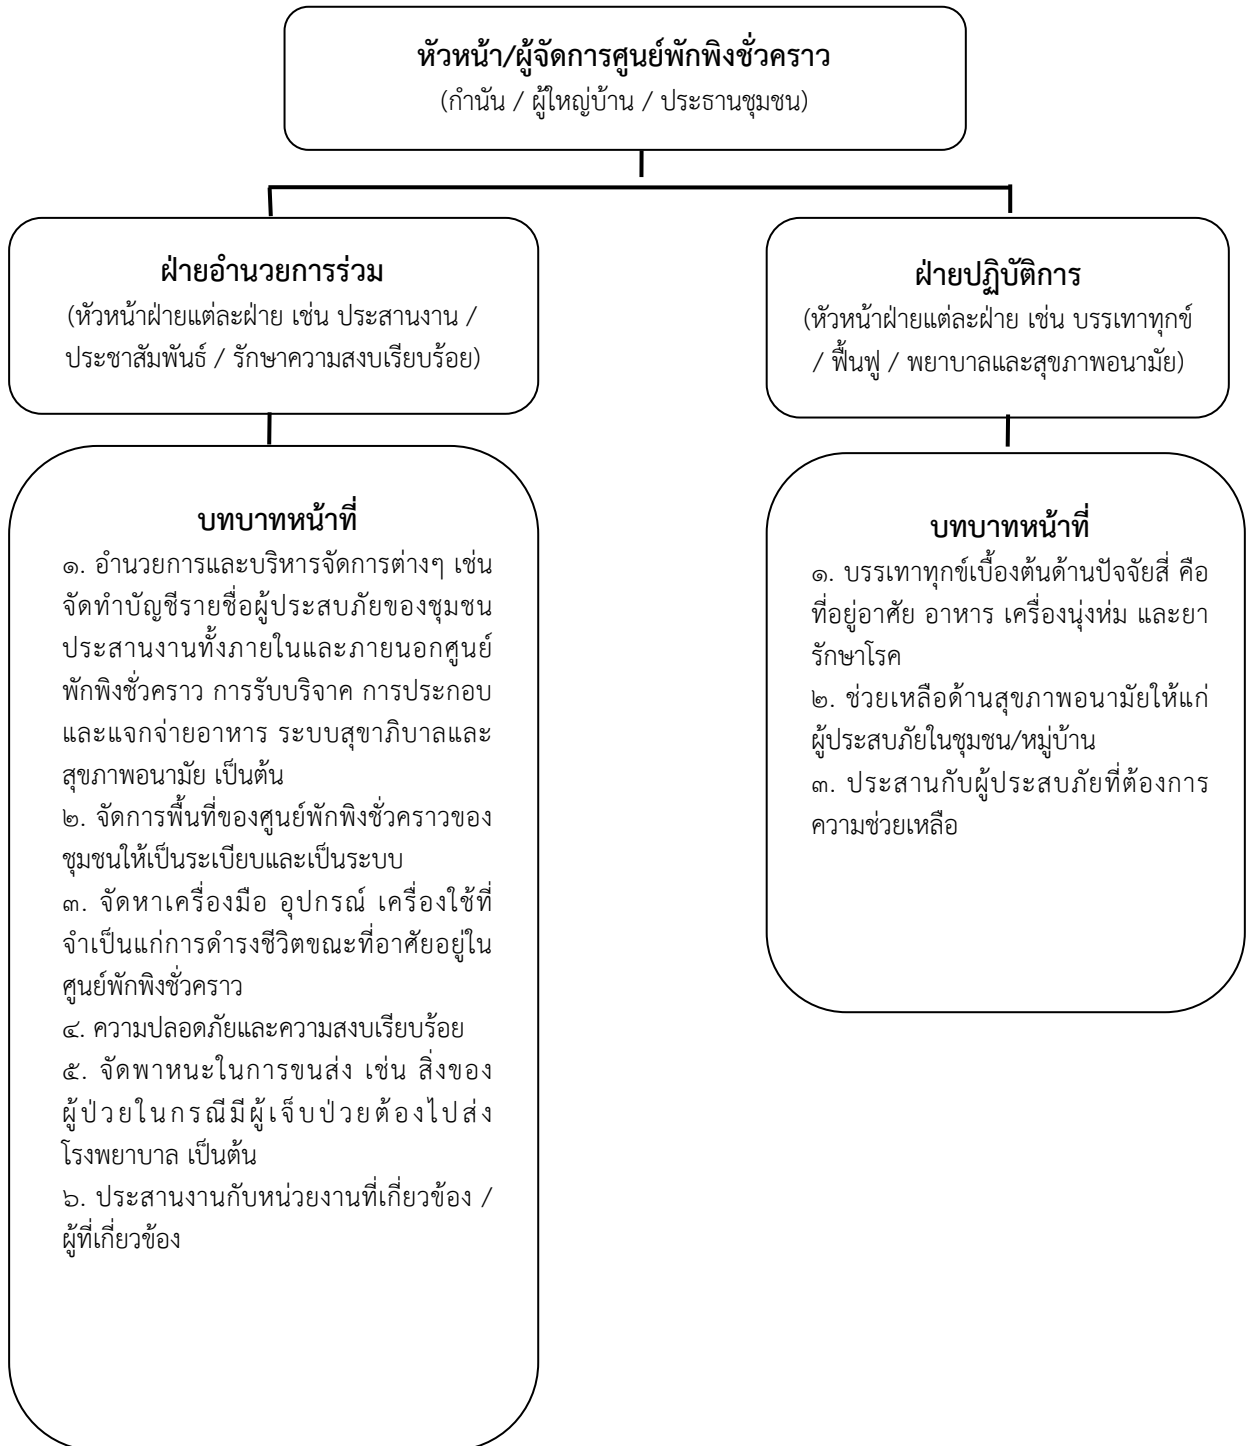 หัวหน้า/ผู้จัดการศูนย์พักพิงชั่วคราว
(กำนัน / ผู้ใหญ่บ้าน / ประธานชุมชน)
ฝ่ายอำนวยการร่วม
(หัวหน้าฝ่ายแต่ละฝ่าย เช่น ประสานงาน /
ประชาสัมพันธ์ / รักษาความสงบเรียบร้อย)
ฝ่ายปฏิบัติการ
(หัวหน้าฝ่ายแต่ละฝ่าย เช่น บรรเทาทุกข์
/ ฟื้นฟู / พยาบาลและสุขภาพอนามัย)
บทบาทหน้าที่
๑. อำนวยการและบริหารจัดการต่างๆ เช่น
จัดทำบัญชีรายชื่อผู้ประสบภัยของชุมชน
ประสานงานทั้งภายในและภายนอกศูนย์
พักพิงชั่วคราว การรับบริจาค การประกอบ
และแจกจ่ายอาหาร ระบบสุขาภิบาลและ
สุขภาพอนามัย เป็นต้น
๒. จัดการพื้นที่ของศูนย์พักพิงชั่วคราวของ
ชุมชนให้เป็นระเบียบและเป็นระบบ
๓. จัดหาเครื่องมือ อุปกรณ์ เครื่องใช้ที่
จำเป็นแก่การดำรงชีวิตขณะที่อาศัยอยู่ใน
ศูนย์พักพิงชั่วคราว
๔. ความปลอดภัยและความสงบเรียบร้อย
๕. จัดพาหนะในการขนส่ง เช่น สิ่งของ
ผู้ป่วยในกรณีมีผู้เจ็บป่วยต้องไปส่ง
โรงพยาบาล เป็นต้น
๖. ประสานงานกับหน่วยงานที่เกี่ยวข้อง /
ผู้ที่เกี่ยวข้อง
บทบาทหน้าที่
๑. บรรเทาทุกข์เบื้องต้นด้านปัจจัยสี่ คือ
ที่อยู่อาศัย อาหาร เครื่องนุ่งห่ม และยา
รักษาโรค
๒. ช่วยเหลือด้านสุขภาพอนามัยให้แก่
ผู้ประสบภัยในชุมชน/หมู่บ้าน
๓. ประสานกับผู้ประสบภัยที่ต้องการ
ความช่วยเหลือ